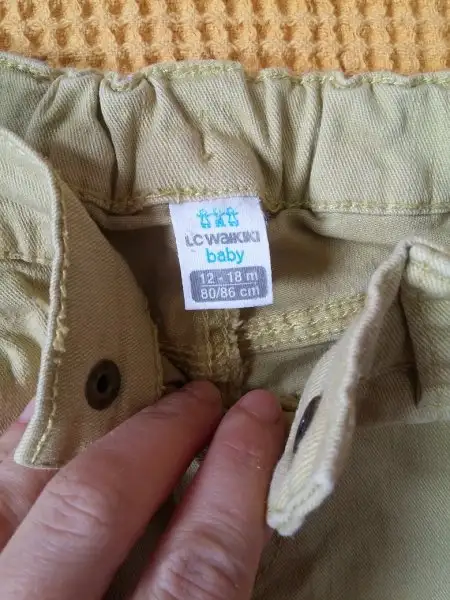 LC WAIKIKI
baby
12 - 18 m
80/86 cm